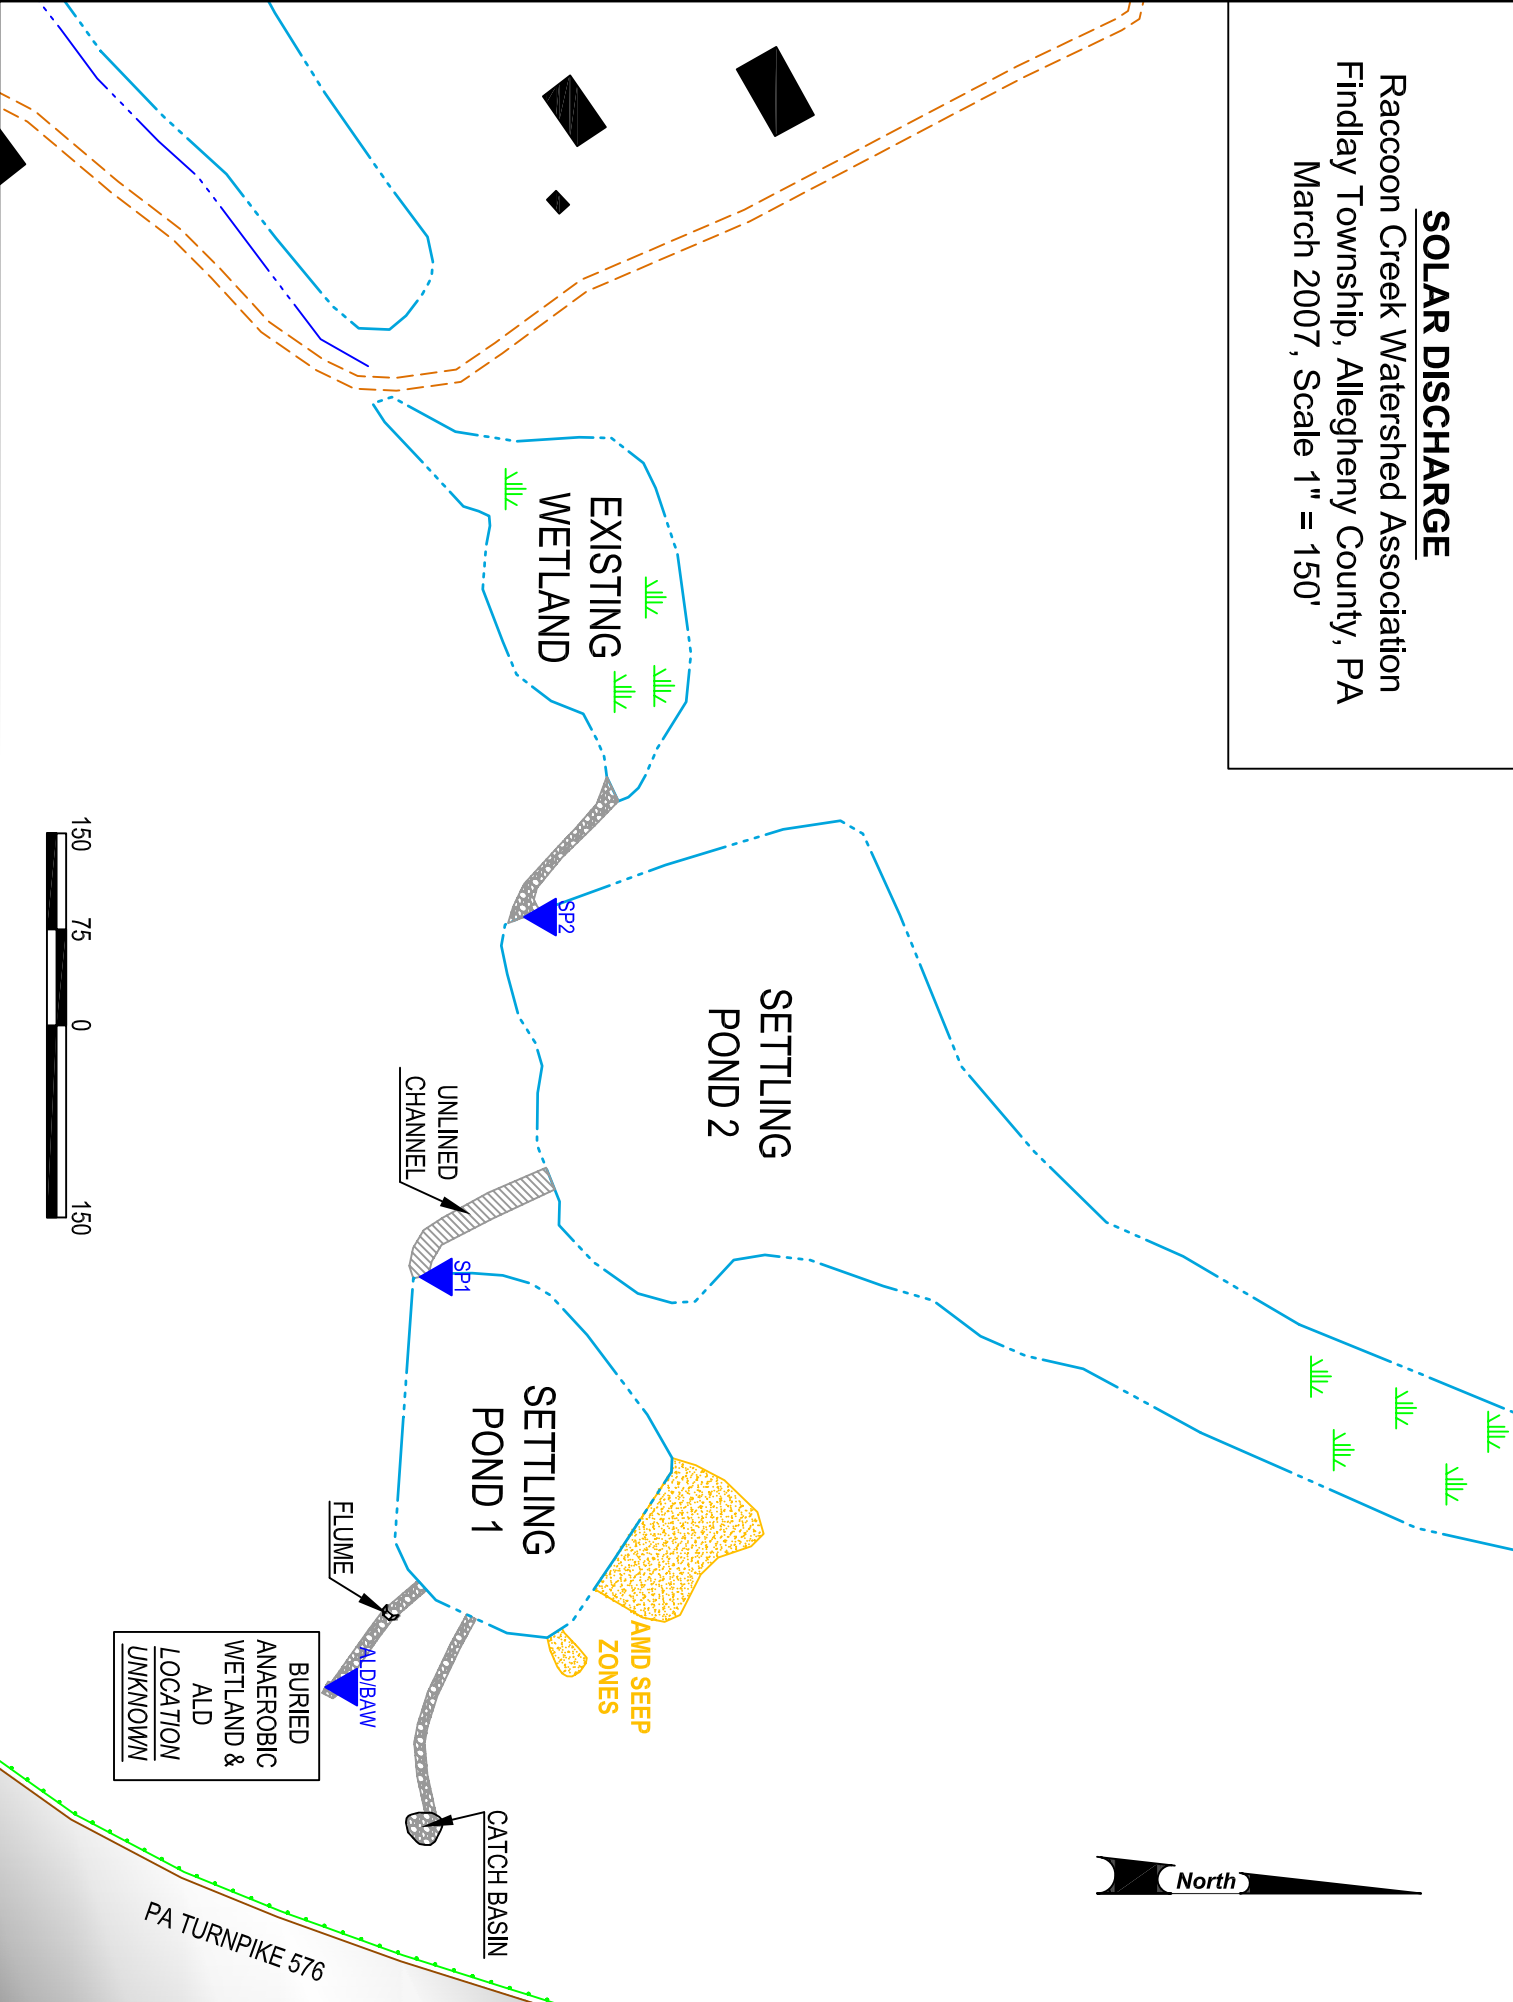 SOLAR DISCHARGE
Raccoon Creek Watershed Association
Findlay Township, Allegheny County, PA
March 2007, Scale 1" = 150'
EXISTING
WETLAND
SP2
SETTLING
POND 2
UNLINED
CHANNEL
SP1
SETTLING
POND 1
AMD SEEP
ZONES
FLUME
ALD/BAW
BURIED
ANAEROBIC
WETLAND &
ALD
LOCATION
UNKNOWN
CATCH BASIN
PA TURNPIKE 576
North
150 75 0 150